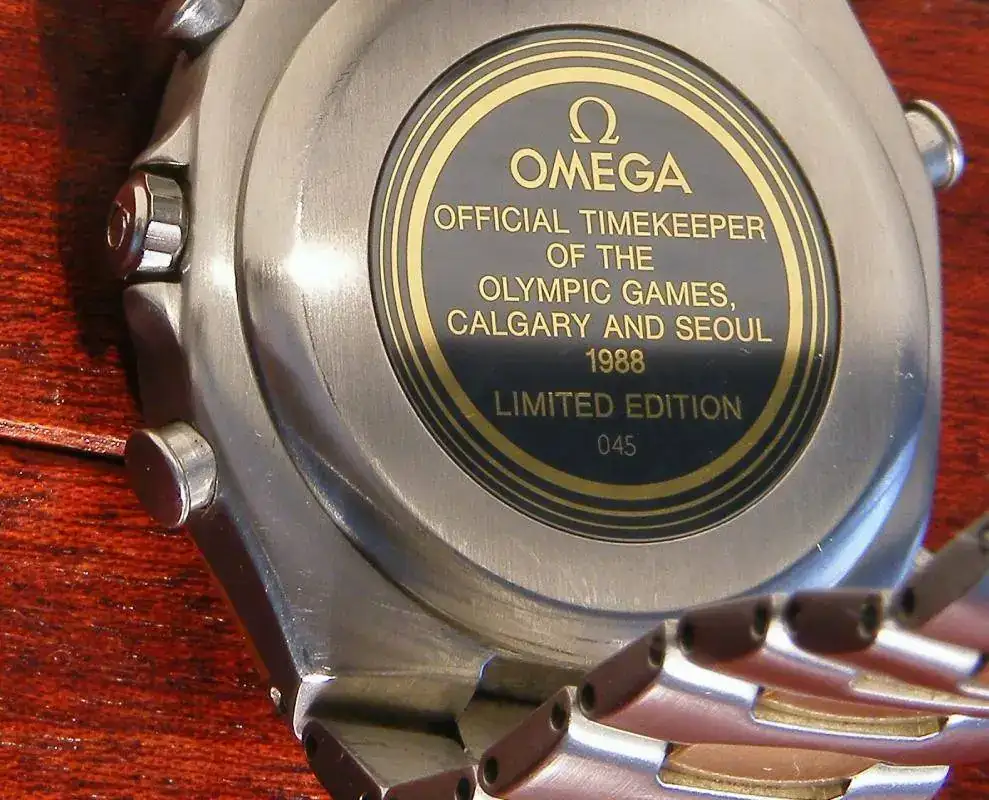 Ω
OMEGA
OFFICIAL TIMEKEEPER
OF THE
OLYMPIC GAMES,
CALGARY AND SEOUL
1988
LIMITED EDITION
045